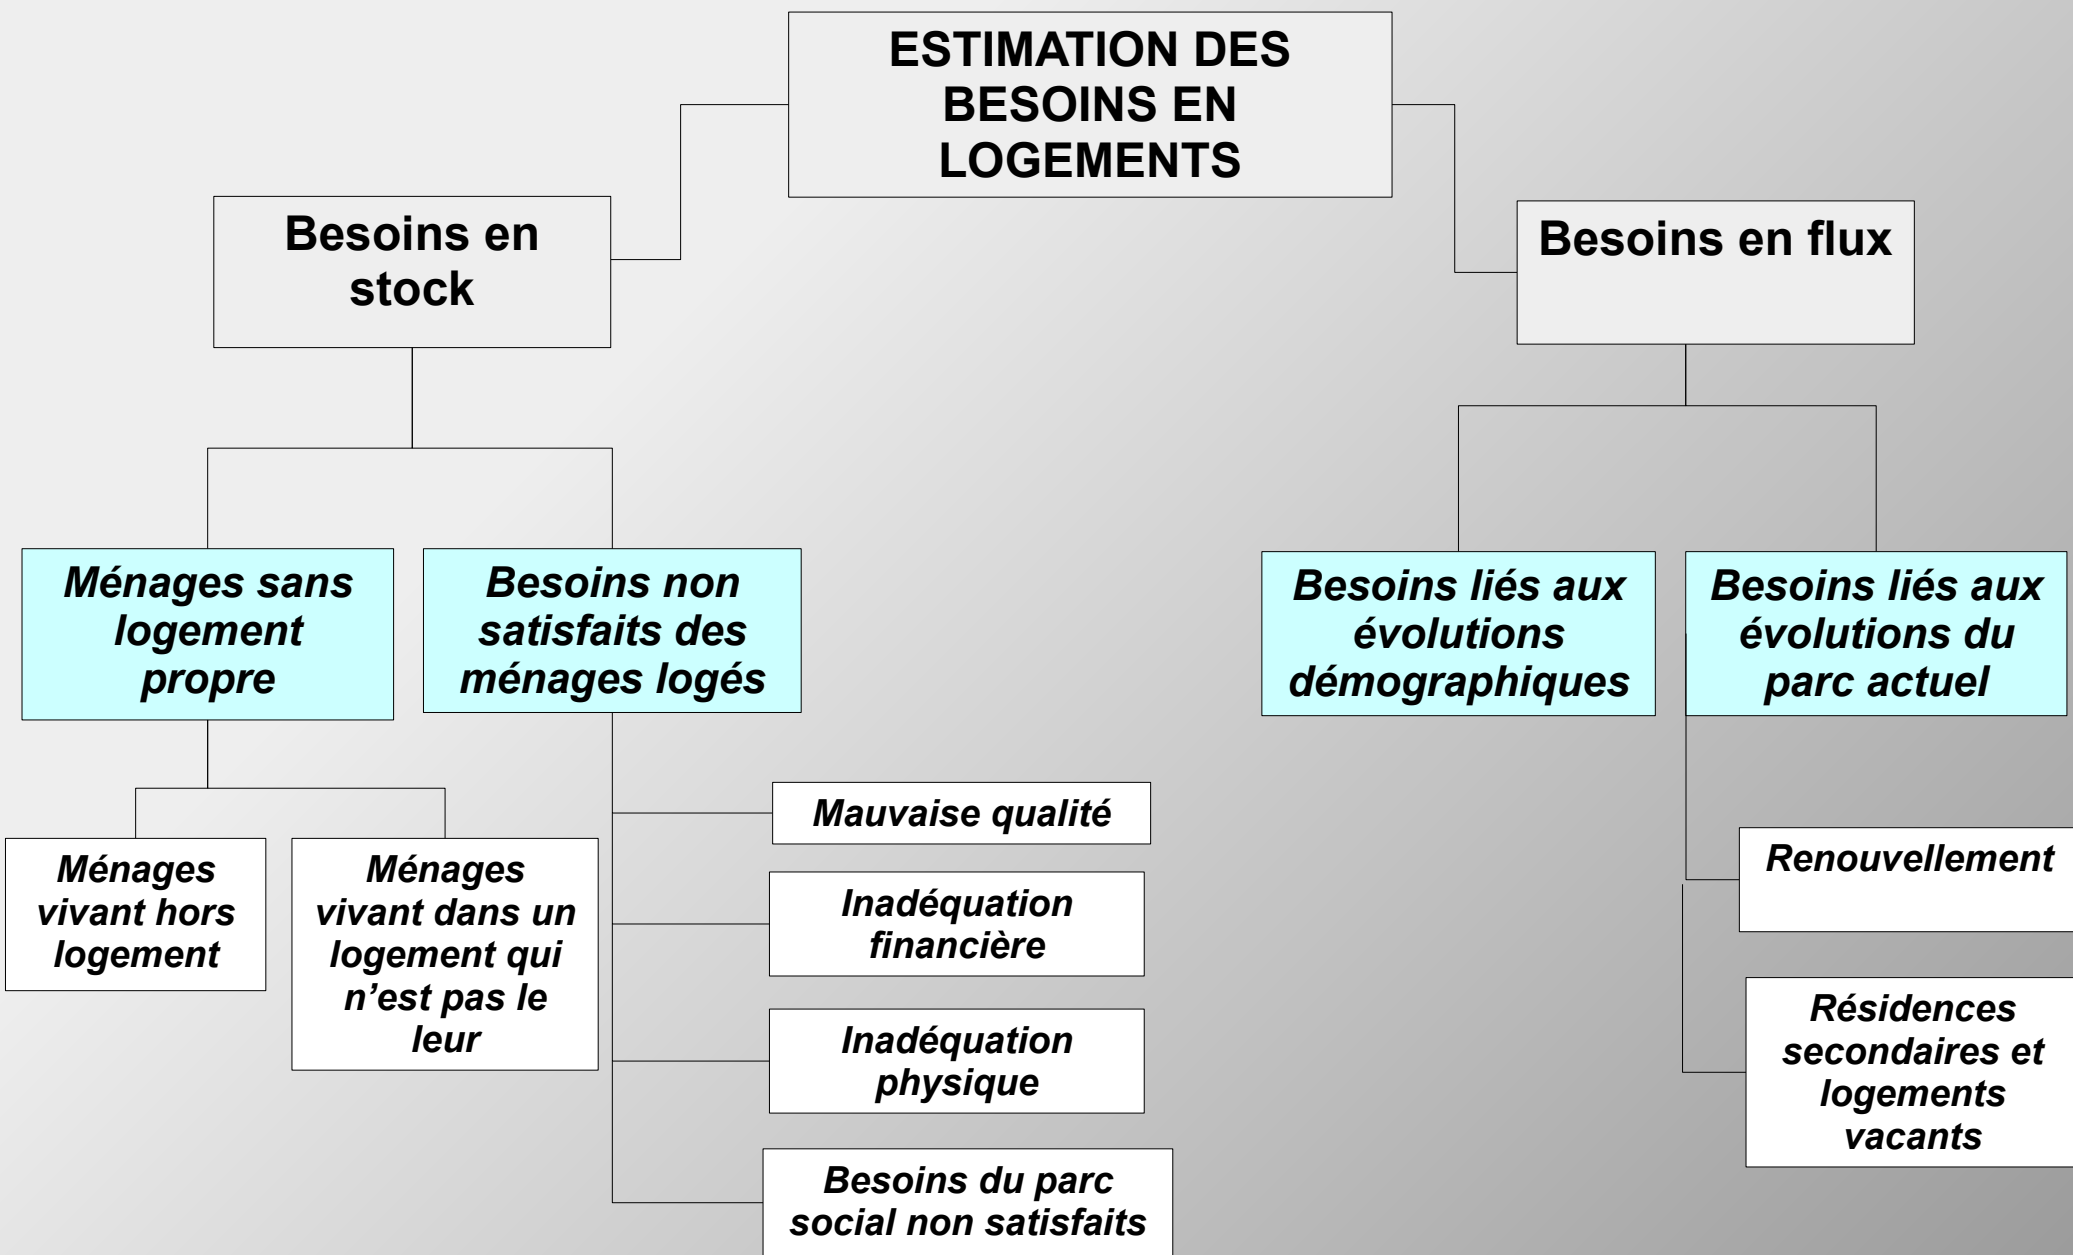 ESTIMATION DES
BESOINS EN
LOGEMENTS
Besoins en
stock
Besoins en flux
Ménages sans
logement
propre
Besoins non
satisfaits des
ménages logés
Besoins liés aux
évolutions
démographiques
Besoins liés aux
évolutions du
parc actuel
Ménages
vivant hors
logement
Ménages
vivant dans un
logement qui
n’est pas le
leur
Mauvaise qualité
Inadéquation
financière
Inadéquation
physique
Besoins du parc
social non satisfaits
Renouvellement
Résidences
secondaires et
logements
vacants